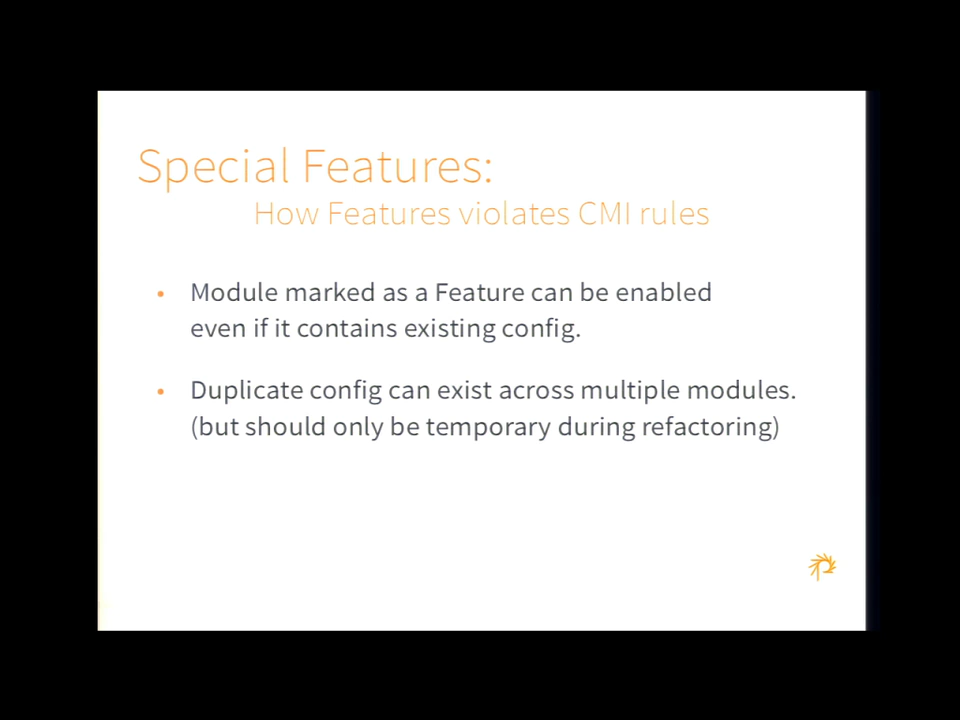 Special Features:
How Features violates CMI rules
• Module marked as a Feature can be enabled
even if it contains existing config.
• Duplicate config can exist across multiple modules.
(but should only be temporary during refactoring)